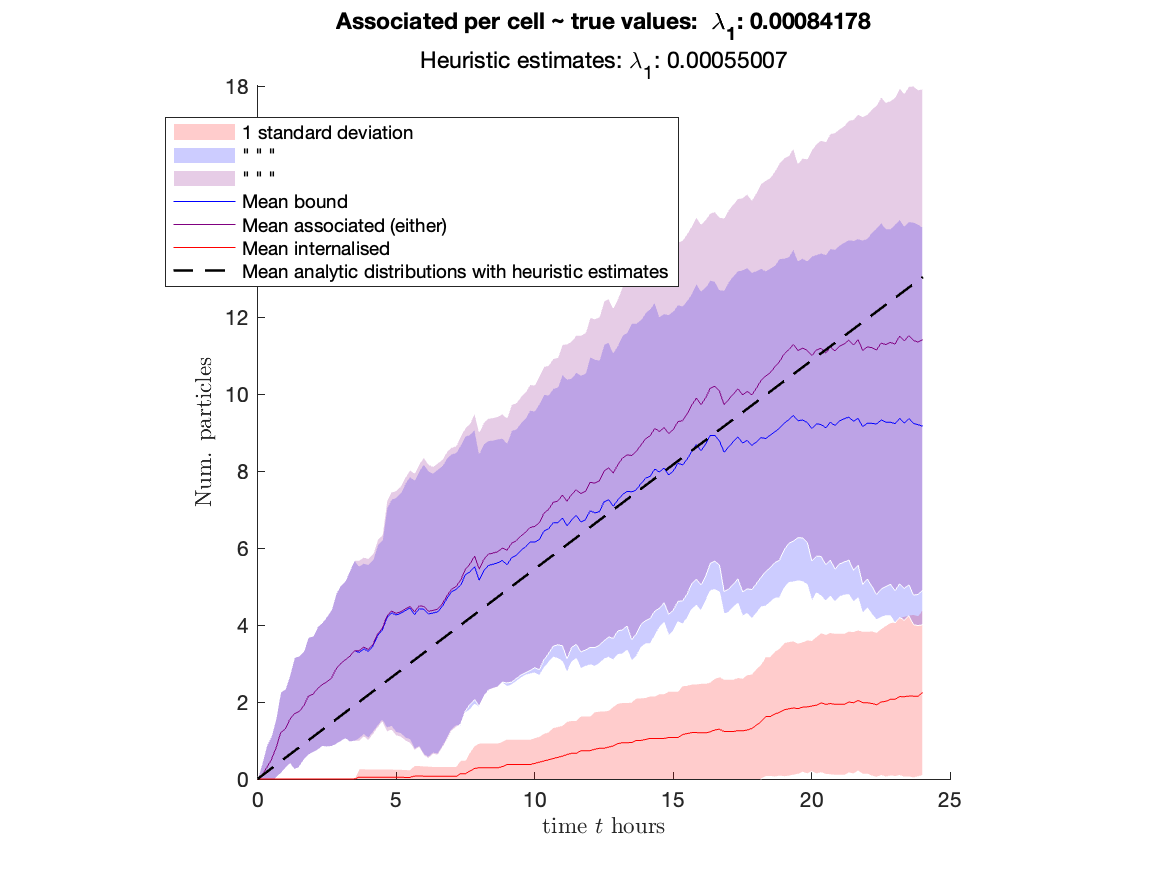 Associated per cell ~ true values:  λ1: 0.00084178
Heuristic estimates: λ1: 0.00055007
18
1 standard deviation
" " "
" " "
Mean bound
Mean associated (either)
Mean internalised
Mean analytic distributions with heuristic estimates
12
10
8
6
4
2
0
Num. particles
0 5 10 15 20 25
time t hours